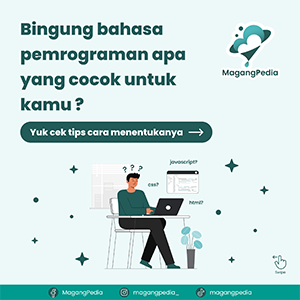 Bingung bahasa
pemrograman apa
yang cocok untuk
kamu ?
MagangPedia
Yuk cek tips cara menentukanya
? ? ?
javascript?
css?
html?
Swipe
MagangPedia
magangpedia_
magangpedia